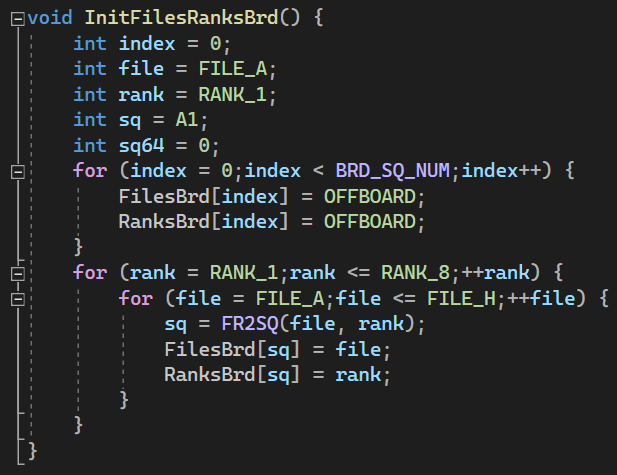 void InitFilesRanksBrd() {
    int index = 0;
    int file = FILE_A;
    int rank = RANK_1;
    int sq = A1;
    int sq64 = 0;
    for (index = 0;index < BRD_SQ_NUM;index++) {
        FilesBrd[index] = OFFBOARD;
        RanksBrd[index] = OFFBOARD;
    }
    for (rank = RANK_1;rank <= RANK_8;++rank) {
        for (file = FILE_A;file <= FILE_H;++file) {
            sq = FR2SQ(file, rank);
            FilesBrd[sq] = file;
            RanksBrd[sq] = rank;
        }
    }
}